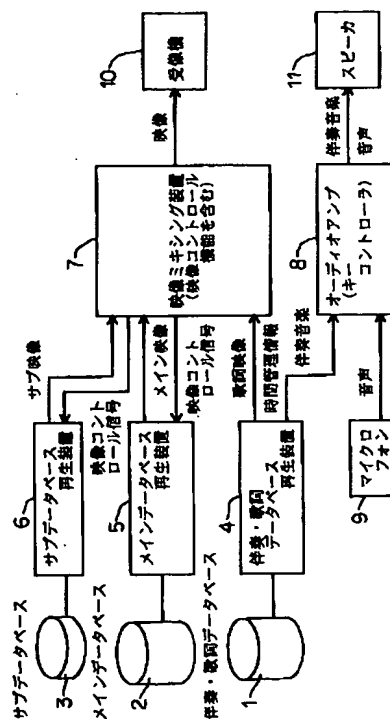 サブデータベース
3
6
サブデータベース
再生装置
サブ映像
映像コント
ロール信号
メインデータベース
2
5
メインデータベース
再生装置
メイン映像
映像コント
ロール信号
伴奏・歌詞データベース
1
4
伴奏・歌詞
データベース
再生装置
歌詞映像
時間管理情報
伴奏音楽
7
映像ミキシング装置
(映像コントロール
機能を含む)
映像
10
受像機
9
マイクロ
フォン
音声
8
オーディオアンプ
(キー
コントローラ)
伴奏音楽
音声
11
スピーカ